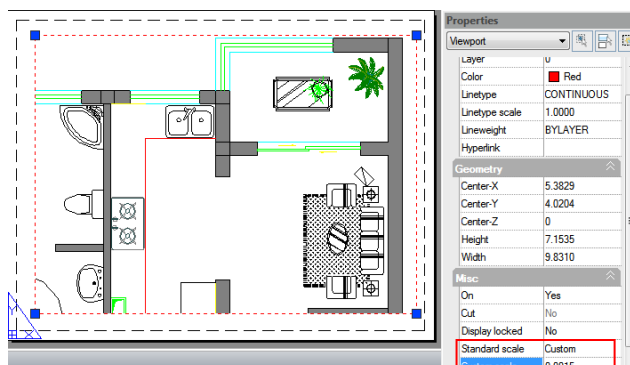 Properties
Viewport
Layer 0
Color Red
Linetype CONTINUOUS
Linetype scale 1.0000
Lineweight BYLAYER
Hyperlink
Geometry
Center-X 5.3829
Center-Y 4.0204
Center-Z 0
Height 7.1535
Width 9.8310
Misc
On Yes
Cut No
Display locked No
Standard scale Custom